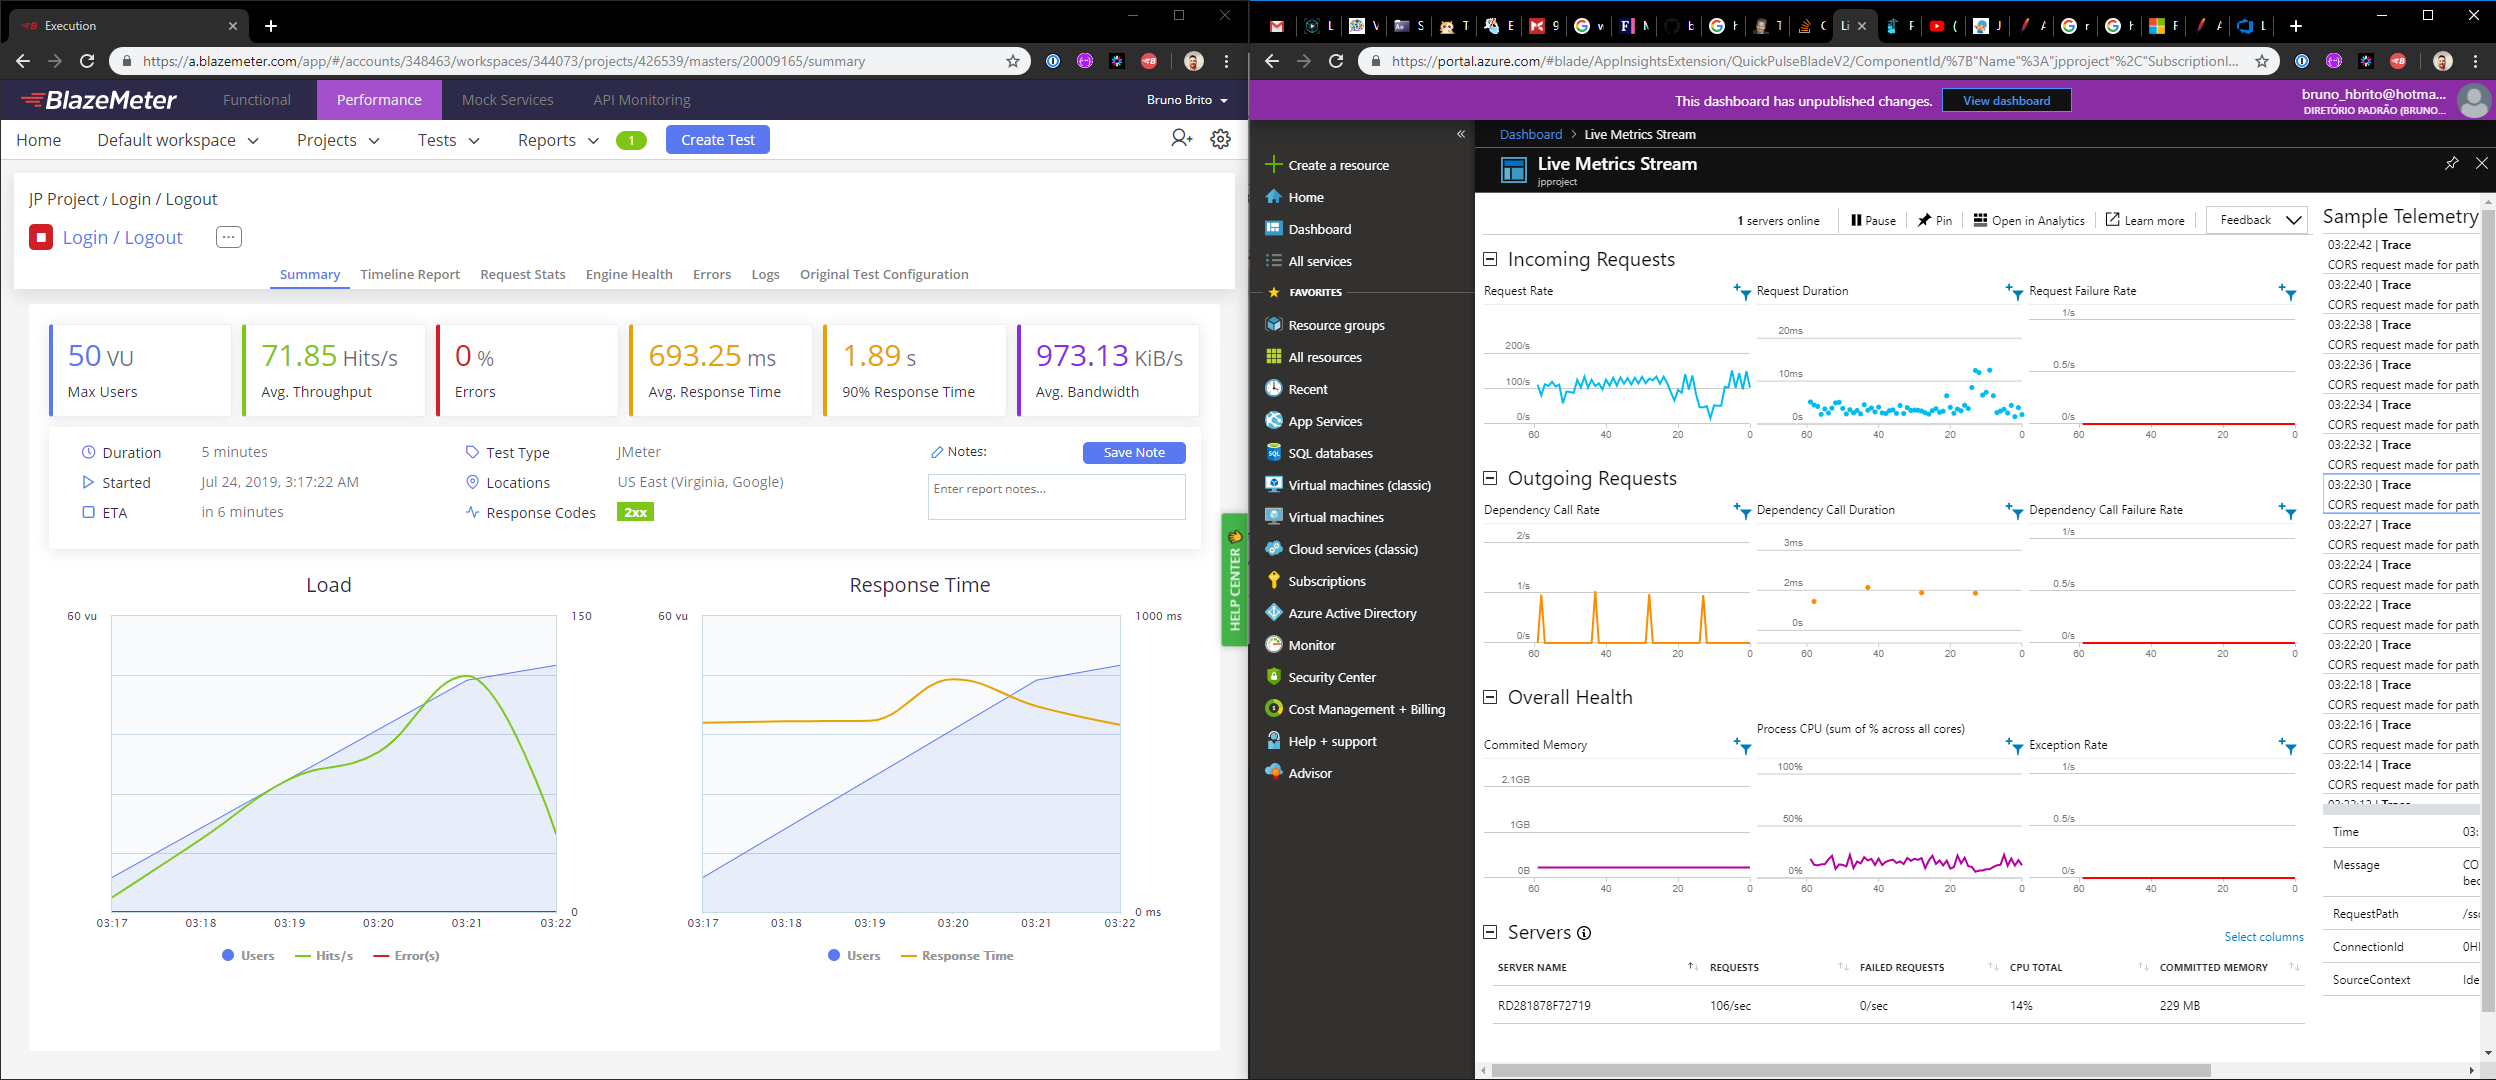 Execution
https://a.blazemeter.com/app/#/accounts/348463/workspaces/344073/projects/426539/masters/20009165/summary
BlazeMeter
Functional
Performance
Mock Services
API Monitoring
Bruno Brito
Home
Default workspace
Projects
Tests
Reports
1
Create Test
JP Project / Login / Logout
Login / Logout
Summary
Timeline Report
Request Stats
Engine Health
Errors
Logs
Original Test Configuration
50 VU
Max Users
71.85 Hits/s
Avg. Throughput
0 %
Errors
693.25 ms
Avg. Response Time
1.89 s
90% Response Time
973.13 KiB/s
Avg. Bandwidth
Duration 5 minutes
Started Jul 24, 2019, 3:17:22 AM
ETA in 6 minutes
Test Type JMeter
Locations US East (Virginia, Google)
Response Codes 2xx
Notes:
Save Note
Enter report notes...
HELP CENTER
Load
60 vu
150
0
03:17 03:18 03:19 03:20 03:21 03:22
Users Hits/s Error(s)
Response Time
60 vu
1000 ms
0 ms
03:17 03:18 03:19 03:20 03:21 03:22
Users Response Time
https://portal.azure.com/#blade/AppInsightsExtension/QuickPulseBladeV2/ComponentId/%7B"Name"%3A"jpproject"%2C"SubscriptionI...
This dashboard has unpublished changes.
View dashboard
bruno_hbrito@hotma...
DIRETÓRIO PADRÃO (BRUNO...
«
Create a resource
Home
Dashboard
All services
FAVORITES
Resource groups
All resources
Recent
App Services
SQL databases
Virtual machines (classic)
Virtual machines
Cloud services (classic)
Subscriptions
Azure Active Directory
Monitor
Security Center
Cost Management + Billing
Help + support
Advisor
Dashboard > Live Metrics Stream
Live Metrics Stream
jpproject
1 servers online
Pause
Pin
Open in Analytics
Learn more
Feedback
Incoming Requests
Request Rate
200/s
100/s
0/s
60 40 20 0
Request Duration
20ms
10ms
0s
60 40 20 0
Request Failure Rate
1/s
0.5/s
0/s
60 40 20 0
Outgoing Requests
Dependency Call Rate
2/s
1/s
0/s
60 40 20 0
Dependency Call Duration
3ms
2ms
0s
60 40 20 0
Dependency Call Failure Rate
1/s
0.5/s
0/s
60 40 20 0
Overall Health
Commited Memory
2.1GB
1GB
0B
60 40 20 0
Process CPU (sum of % across all cores)
100%
50%
0%
60 40 20 0
Exception Rate
1/s
0.5/s
0/s
60 40 20 0
Servers
Select columns
SERVER NAME REQUESTS FAILED REQUESTS CPU TOTAL COMMITTED MEMORY
RD281878F72719 106/sec 0/sec 14% 229 MB
Sample Telemetry
03:22:42 | Trace
CORS request made for path
03:22:40 | Trace
CORS request made for path
03:22:38 | Trace
CORS request made for path
03:22:36 | Trace
CORS request made for path
03:22:34 | Trace
CORS request made for path
03:22:32 | Trace
CORS request made for path
03:22:30 | Trace
CORS request made for path
03:22:27 | Trace
CORS request made for path
03:22:24 | Trace
CORS request made for path
03:22:22 | Trace
CORS request made for path
03:22:20 | Trace
CORS request made for path
03:22:18 | Trace
CORS request made for path
03:22:16 | Trace
CORS request made for path
03:22:14 | Trace
CORS request made for path
Time 03:
Message CO
bec
RequestPath /sso
ConnectionId 0HI
SourceContext Ide